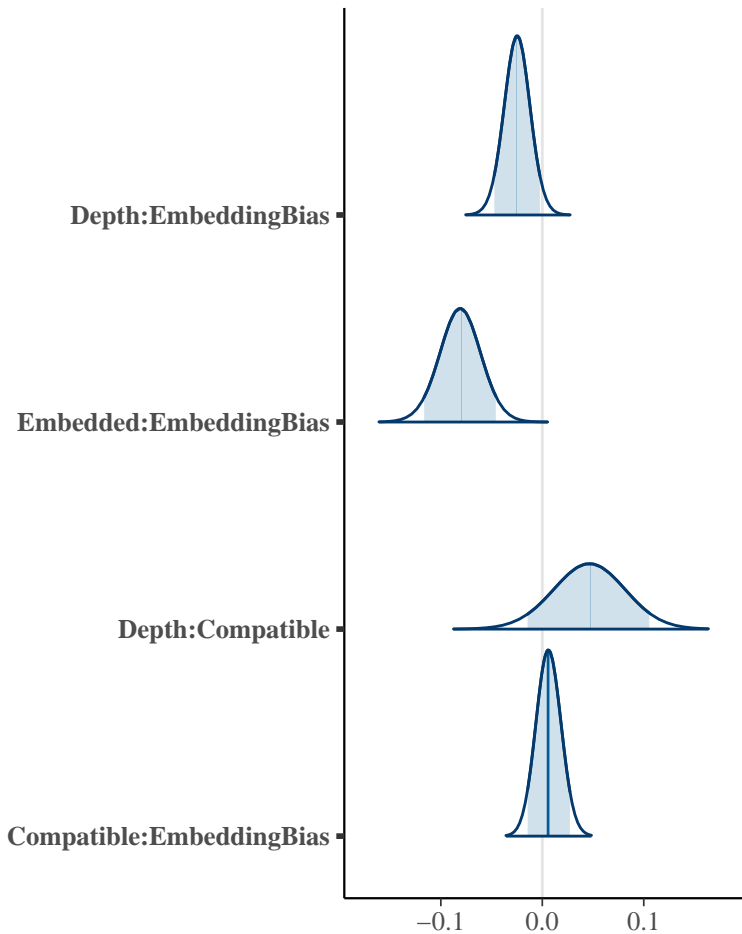 Depth:EmbeddingBias
Embedded:EmbeddingBias
Depth:Compatible
Compatible:EmbeddingBias
−0.1 0.0 0.1